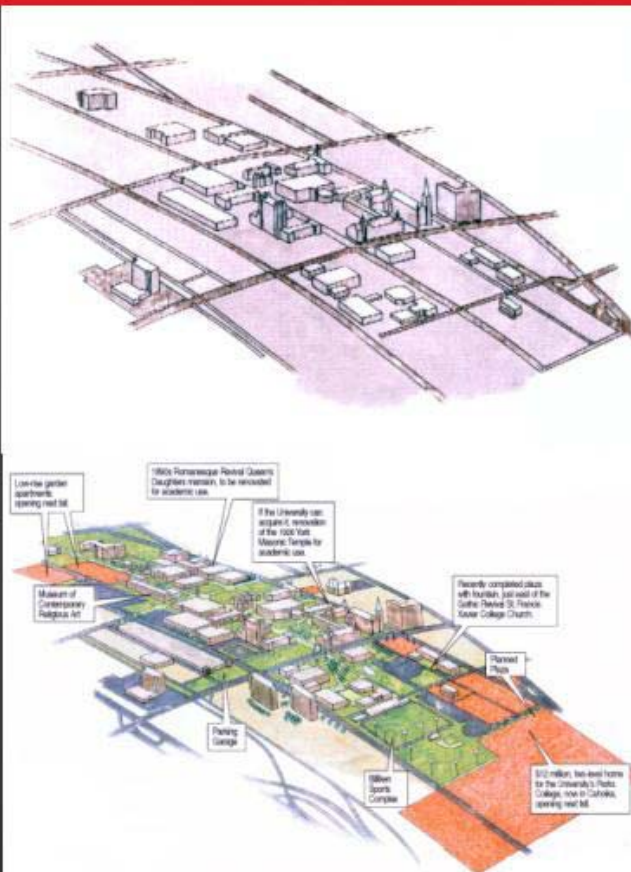 Low-rise garden
apartments
opening next fall.
1890s Romanesque Revival Queen's
Daughters mansion, to be renovated
for academic use.
If the University can
acquire it, renovation
of the 1926 York
Masonic Temple for
academic use.
Museum of
Contemporary
Religious Art
Recently completed plaza
with fountain, just east of the
Gothic Revival St. Francis
Xavier College Church.
Planned
Plaza
Parking
Garage
Sports
Complex
$12 million, two-level home
for the University's Parks
College, now in Cahokia,
opening next fall.